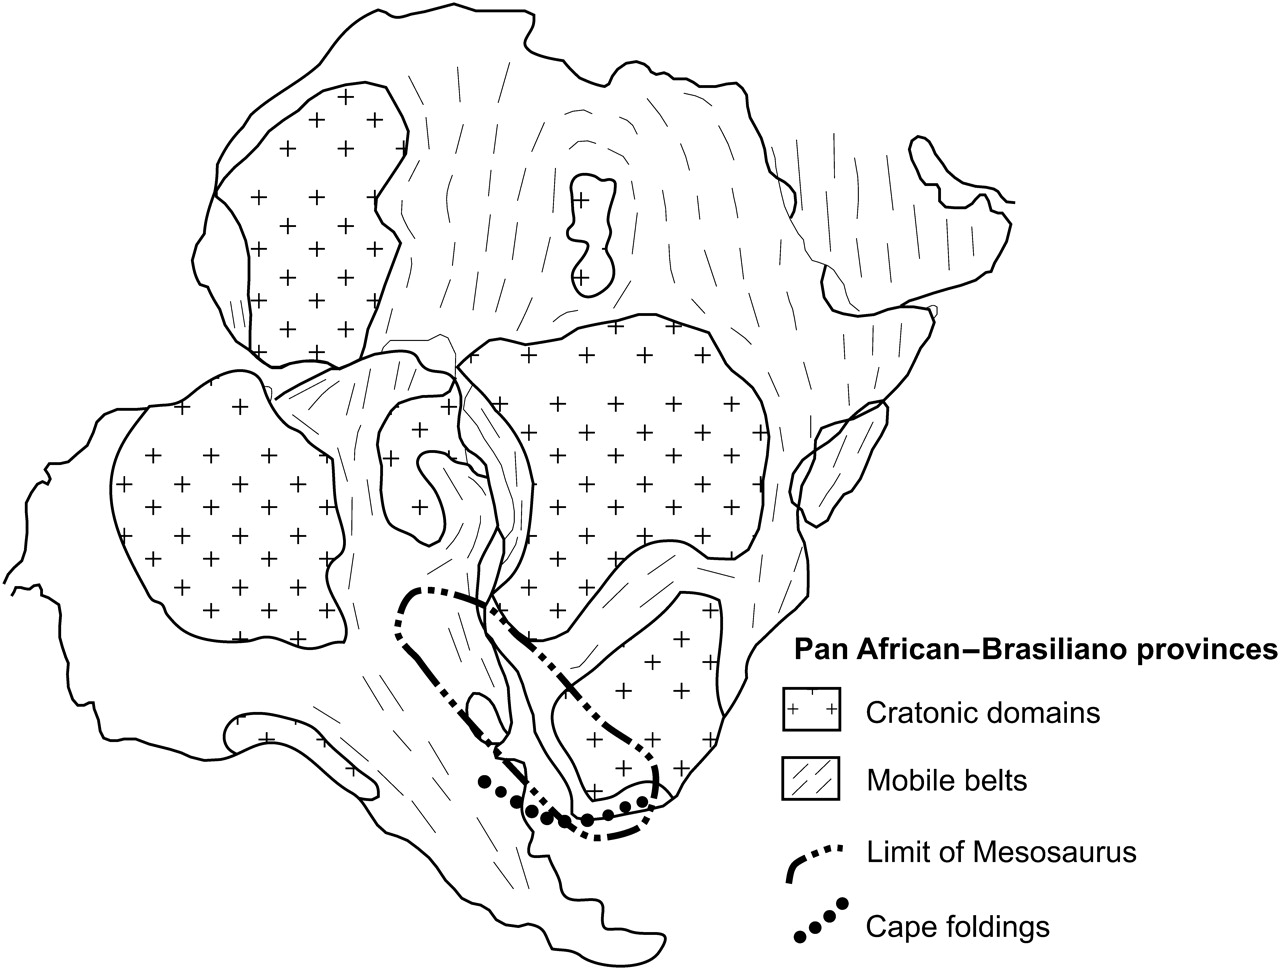 Pan African–Brasiliano provinces
Cratonic domains
Mobile belts
Limit of Mesosaurus
Cape foldings